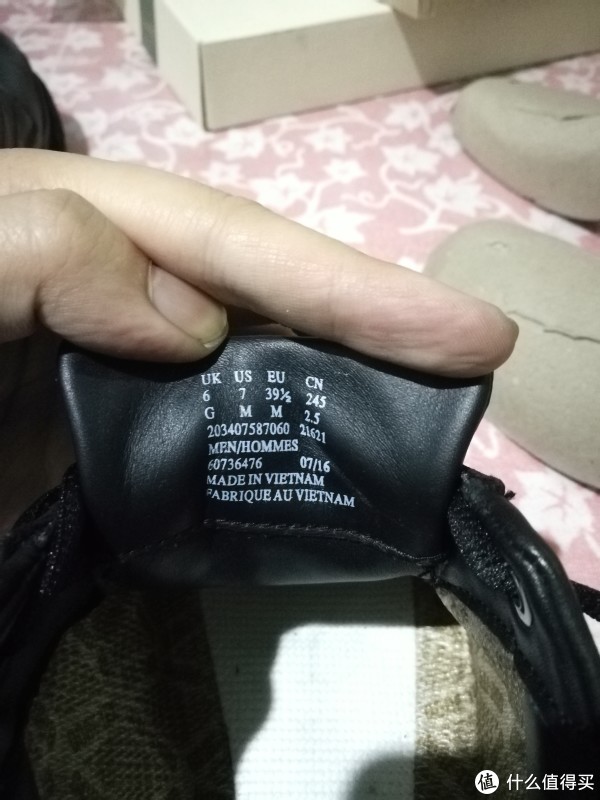 UK US EU CN
6 7 39½ 245
G M M 2.5
203407587060 21621
MEN/HOMMES
60736476 07/16
MADE IN VIETNAM
FABRIQUE AU VIETNAM
值 什么值得买